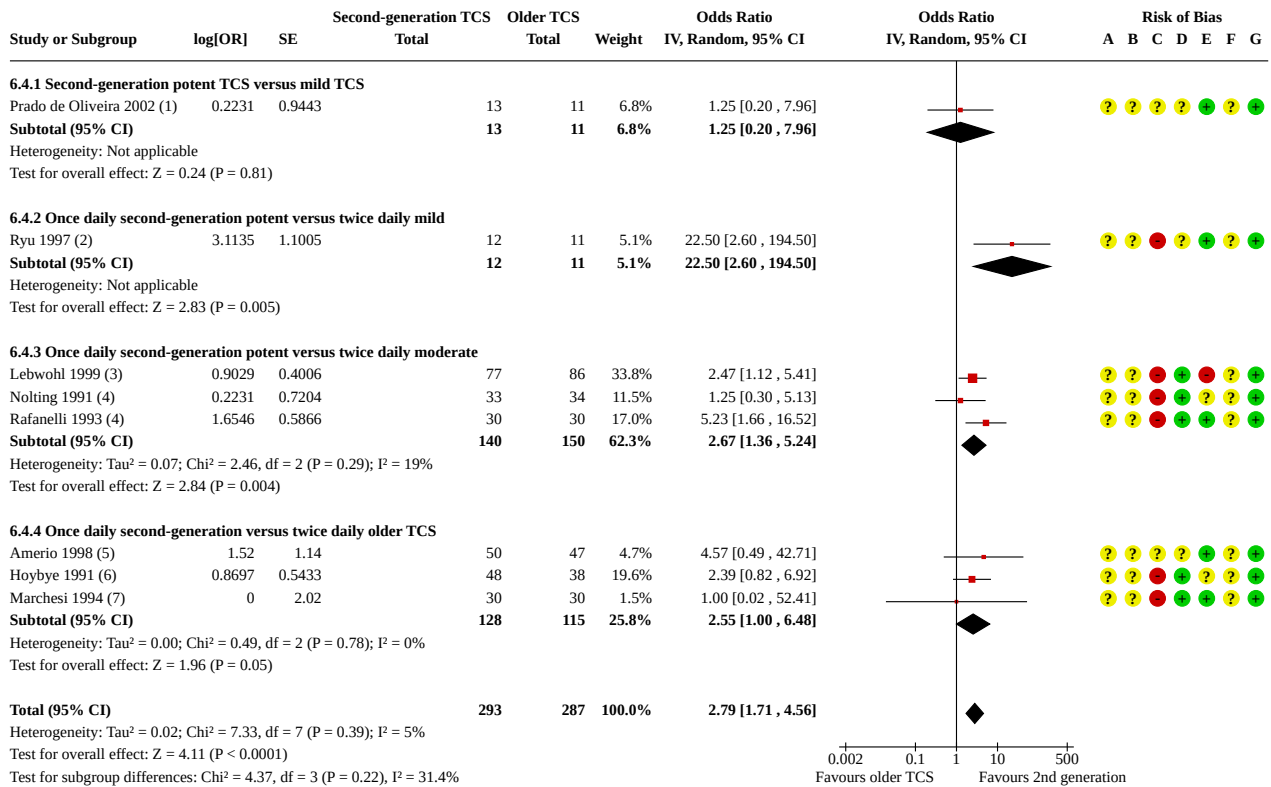 Second-generation TCS Older TCS Odds Ratio Odds Ratio Risk of Bias
Study or Subgroup log[OR] SE Total Total Weight IV, Random, 95% CI IV, Random, 95% CI A B C D E F G
6.4.1 Second-generation potent TCS versus mild TCS
Prado de Oliveira 2002 (1) 0.2231 0.9443 13 11 6.8% 1.25 [0.20 , 7.96] ? ? ? ? + ? +
Subtotal (95% CI) 13 11 6.8% 1.25 [0.20 , 7.96]
Heterogeneity: Not applicable
Test for overall effect: Z = 0.24 (P = 0.81)
6.4.2 Once daily second-generation potent versus twice daily mild
Ryu 1997 (2) 3.1135 1.1005 12 11 5.1% 22.50 [2.60 , 194.50] ? ? - ? + ? +
Subtotal (95% CI) 12 11 5.1% 22.50 [2.60 , 194.50]
Heterogeneity: Not applicable
Test for overall effect: Z = 2.83 (P = 0.005)
6.4.3 Once daily second-generation potent versus twice daily moderate
Lebwohl 1999 (3) 0.9029 0.4006 77 86 33.8% 2.47 [1.12 , 5.41] ? ? - + - ? +
Nolting 1991 (4) 0.2231 0.7204 33 34 11.5% 1.25 [0.30 , 5.13] ? ? - + ? ? +
Rafanelli 1993 (4) 1.6546 0.5866 30 30 17.0% 5.23 [1.66 , 16.52] ? ? - + + ? +
Subtotal (95% CI) 140 150 62.3% 2.67 [1.36 , 5.24]
Heterogeneity: Tau² = 0.07; Chi² = 2.46, df = 2 (P = 0.29); I² = 19%
Test for overall effect: Z = 2.84 (P = 0.004)
6.4.4 Once daily second-generation versus twice daily older TCS
Amerio 1998 (5) 1.52 1.14 50 47 4.7% 4.57 [0.49 , 42.71] ? ? ? ? + ? +
Hoybye 1991 (6) 0.8697 0.5433 48 38 19.6% 2.39 [0.82 , 6.92] ? ? - + ? ? +
Marchesi 1994 (7) 0 2.02 30 30 1.5% 1.00 [0.02 , 52.41] ? ? - + + ? +
Subtotal (95% CI) 128 115 25.8% 2.55 [1.00 , 6.48]
Heterogeneity: Tau² = 0.00; Chi² = 0.49, df = 2 (P = 0.78); I² = 0%
Test for overall effect: Z = 1.96 (P = 0.05)
Total (95% CI) 293 287 100.0% 2.79 [1.71 , 4.56]
Heterogeneity: Tau² = 0.02; Chi² = 7.33, df = 7 (P = 0.39); I² = 5%
Test for overall effect: Z = 4.11 (P < 0.0001)
0.002 0.1 1 10 500
Test for subgroup differences: Chi² = 4.37, df = 3 (P = 0.22), I² = 31.4%
Favours older TCS Favours 2nd generation